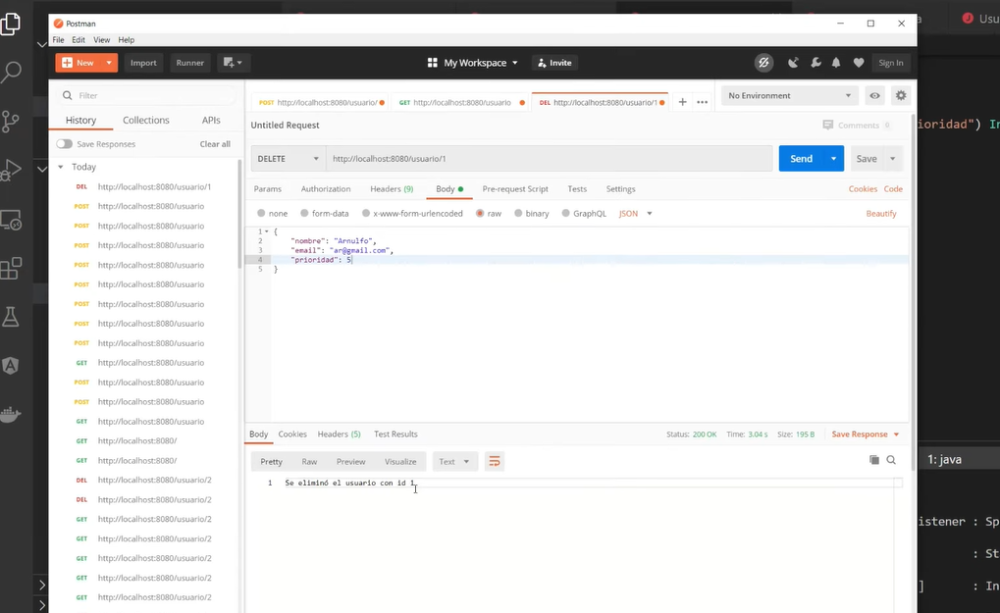 Postman
File Edit View Help
New Import Runner My Workspace Invite Sign In
Filter
History Collections APIs
Save Responses Clear all
Today
DEL http://localhost:8080/usuario/1
POST http://localhost:8080/usuario
POST http://localhost:8080/usuario
POST http://localhost:8080/usuario
POST http://localhost:8080/usuario
POST http://localhost:8080/usuario
POST http://localhost:8080/usuario
POST http://localhost:8080/usuario
POST http://localhost:8080/usuario
GET http://localhost:8080/usuario
POST http://localhost:8080/usuario
POST http://localhost:8080/usuario
GET http://localhost:8080/usuario
GET http://localhost:8080/
GET http://localhost:8080/
DEL http://localhost:8080/usuario/2
DEL http://localhost:8080/usuario/2
GET http://localhost:8080/usuario/2
GET http://localhost:8080/usuario/2
GET http://localhost:8080/usuario/2
GET http://localhost:8080/usuario/2
GET http://localhost:8080/usuario/2
POST http://localhost:8080/usuario/ GET http://localhost:8080/usuario DEL http://localhost:8080/usuario/1 + ••• No Environment
Untitled Request Comments 0
DELETE http://localhost:8080/usuario/1 Send Save
Params Authorization Headers (9) Body Pre-request Script Tests Settings Cookies Code
none form-data x-www-form-urlencoded raw binary GraphQL JSON Beautify
1 {
2 "nombre": "Arnulfo",
3 "email": "ar@gmail.com",
4 "prioridad": 5
5 }
Body Cookies Headers (5) Test Results Status: 200 OK Time: 3.04 s Size: 195 B Save Response
Pretty Raw Preview Visualize Text
1 Se eliminó el usuario con id 1
a Usu
ioridad") In
1: java
istener : Sp
: St
] : In